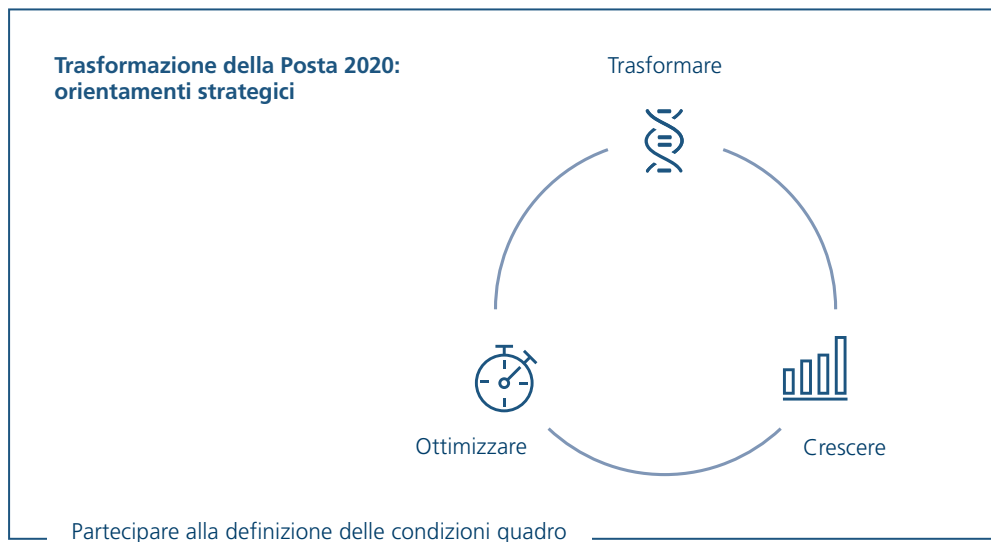 Trasformazione della Posta 2020:
orientamenti strategici
Trasformare
Ottimizzare
Crescere
Partecipare alla definizione delle condizioni quadro